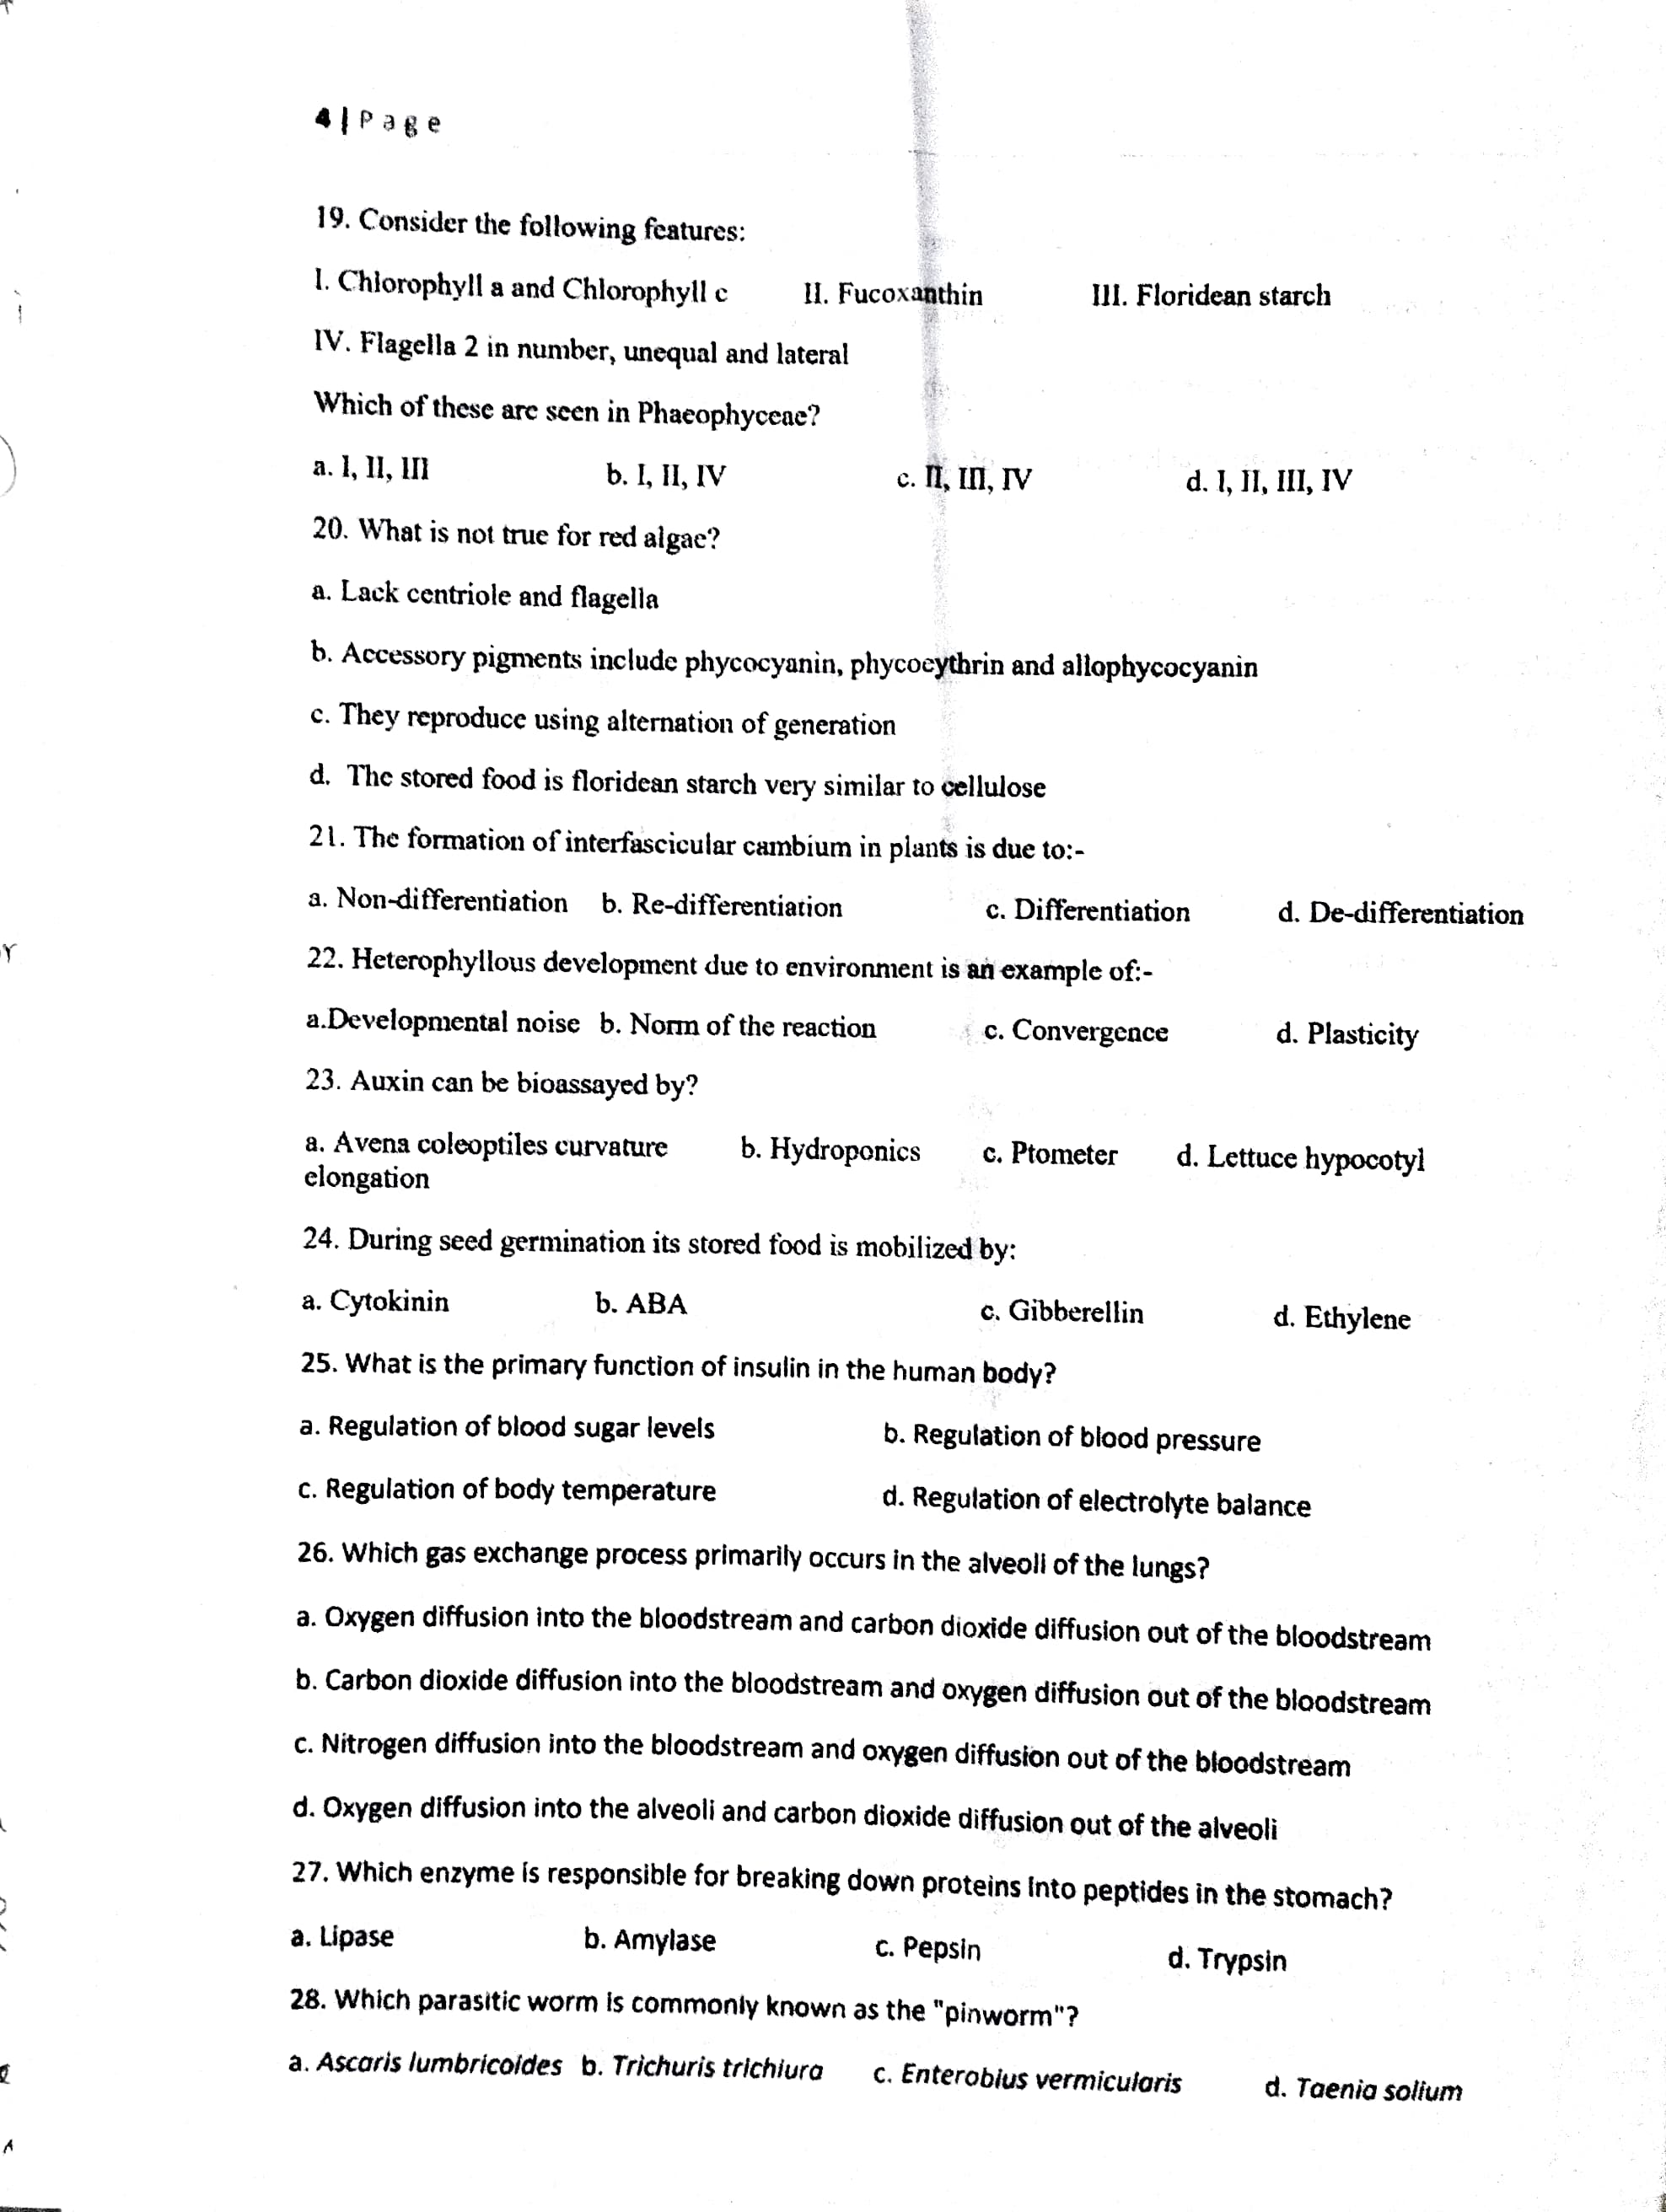 4 | P a g e
19. Consider the following features:
I. Chlorophyll a and Chlorophyll c II. Fucoxanthin III. Floridean starch
IV. Flagella 2 in number, unequal and lateral
Which of these are seen in Phaeophyceae?
a. I, II, III b. I, II, IV c. II, III, IV d. I, II, III, IV
20. What is not true for red algae?
a. Lack centriole and flagella
b. Accessory pigments include phycocyanin, phycoeythrin and allophycocyanin
c. They reproduce using alternation of generation
d. The stored food is floridean starch very similar to cellulose
21. The formation of interfascicular cambium in plants is due to:-
a. Non-differentiation b. Re-differentiation c. Differentiation d. De-differentiation
22. Heterophyllous development due to environment is an example of:-
a.Developmental noise b. Norm of the reaction c. Convergence d. Plasticity
23. Auxin can be bioassayed by?
a. Avena coleoptiles curvature b. Hydroponics c. Ptometer d. Lettuce hypocotyl
elongation
24. During seed germination its stored food is mobilized by:
a. Cytokinin b. ABA c. Gibberellin d. Ethylene
25. What is the primary function of insulin in the human body?
a. Regulation of blood sugar levels b. Regulation of blood pressure
c. Regulation of body temperature d. Regulation of electrolyte balance
26. Which gas exchange process primarily occurs in the alveoli of the lungs?
a. Oxygen diffusion into the bloodstream and carbon dioxide diffusion out of the bloodstream
b. Carbon dioxide diffusion into the bloodstream and oxygen diffusion out of the bloodstream
c. Nitrogen diffusion into the bloodstream and oxygen diffusion out of the bloodstream
d. Oxygen diffusion into the alveoli and carbon dioxide diffusion out of the alveoli
27. Which enzyme is responsible for breaking down proteins into peptides in the stomach?
a. Lipase b. Amylase c. Pepsin d. Trypsin
28. Which parasitic worm is commonly known as the "pinworm"?
a. Ascaris lumbricoides b. Trichuris trichiura c. Enterobius vermicularis d. Taenia solium